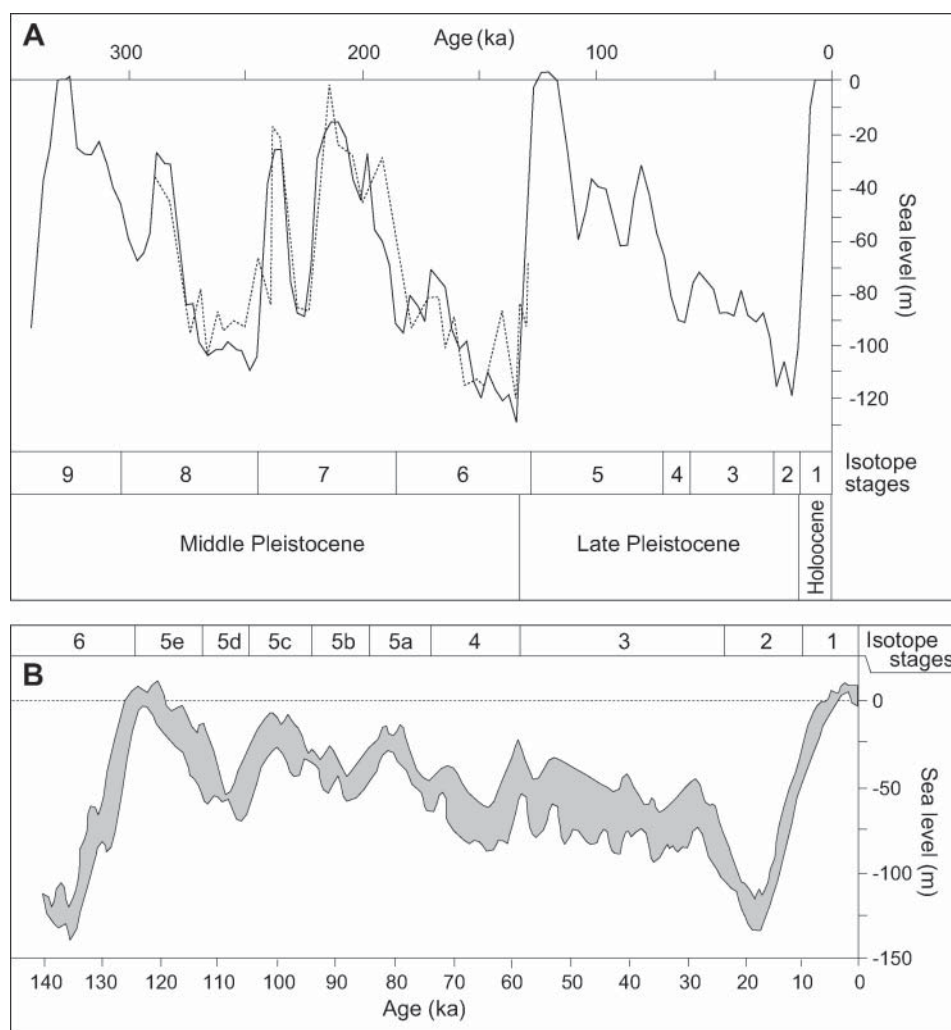 A
Age (ka)
300 200 100 0
0
-20
-40
-60
-80
-100
-120
Sea level (m)
9 8 7 6 5 4 3 2 1
Isotope
stages
Middle Pleistocene
Late Pleistocene
Holoocene
6 5e 5d 5c 5b 5a 4 3 2 1
Isotope
stages
B
0
-50
-100
-150
Sea level (m)
140 130 120 110 100 90 80 70 60 50 40 30 20 10 0
Age (ka)